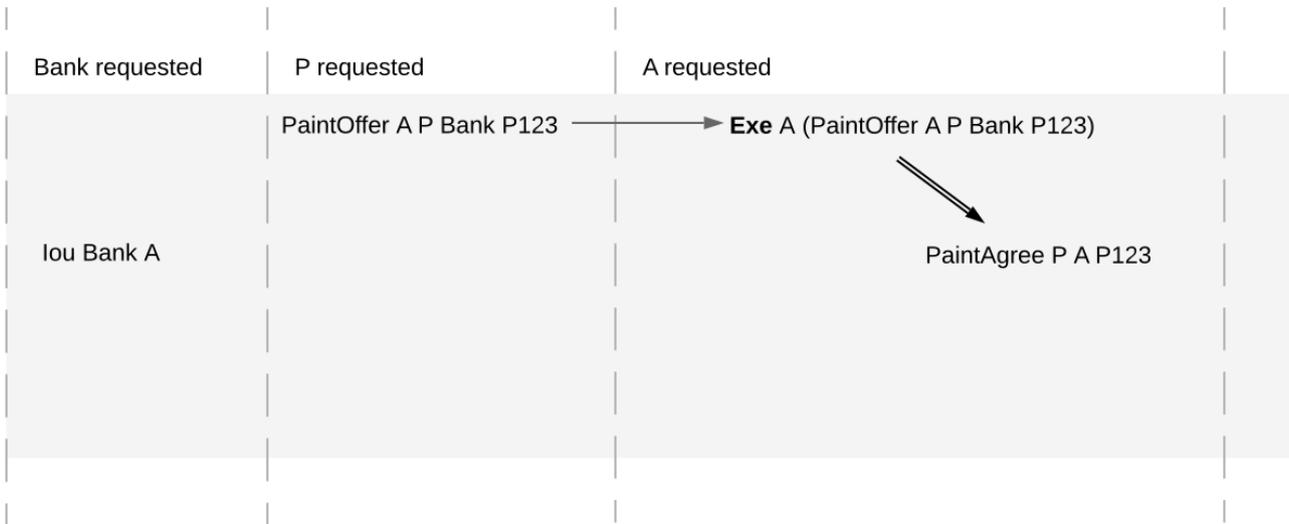 Bank requested
P requested
A requested
PaintOffer A P Bank P123
Exe A (PaintOffer A P Bank P123)
Iou Bank A
PaintAgree P A P123